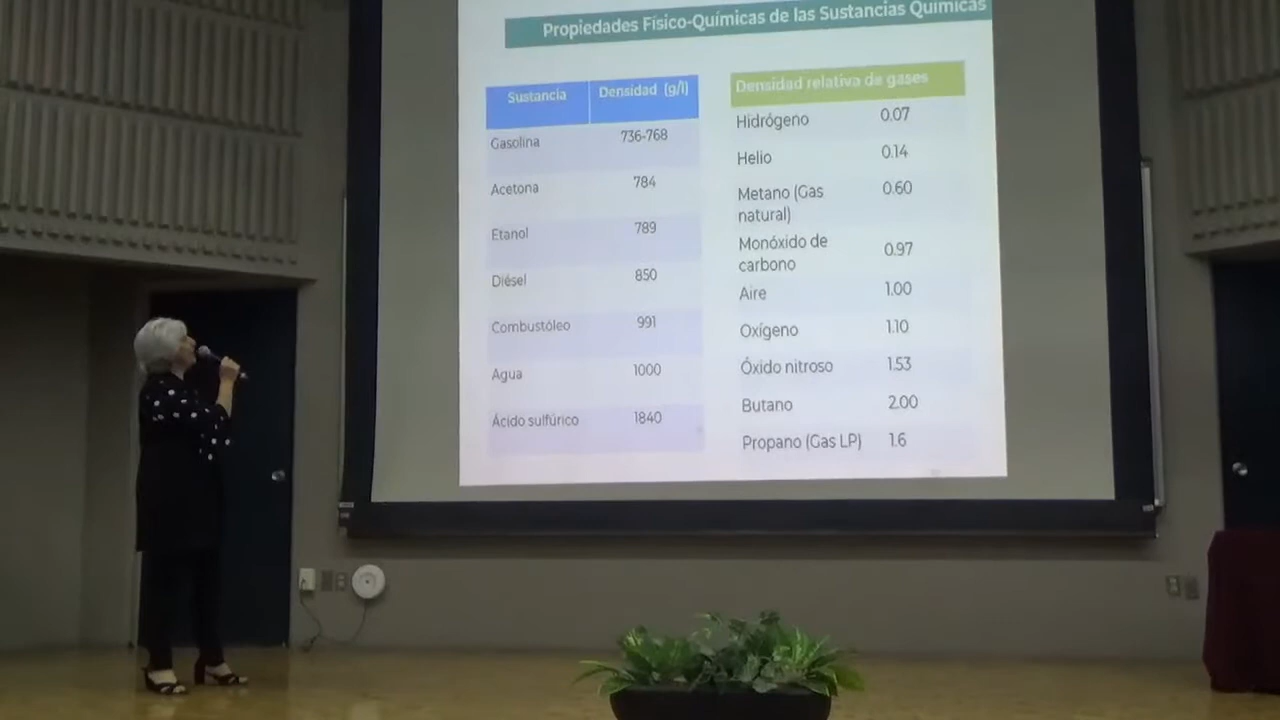 Propiedades Físico-Químicas de las Sustancias Químicas
Sustancia Densidad (g/l)
Gasolina 736-768
Acetona 784
Etanol 789
Diésel 850
Combustóleo 991
Agua 1000
Ácido sulfúrico 1840
Densidad relativa de gases
Hidrógeno 0.07
Helio 0.14
Metano (Gas
natural) 0.60
Monóxido de
carbono 0.97
Aire 1.00
Oxígeno 1.10
Óxido nitroso 1.53
Butano 2.00
Propano (Gas LP) 1.6